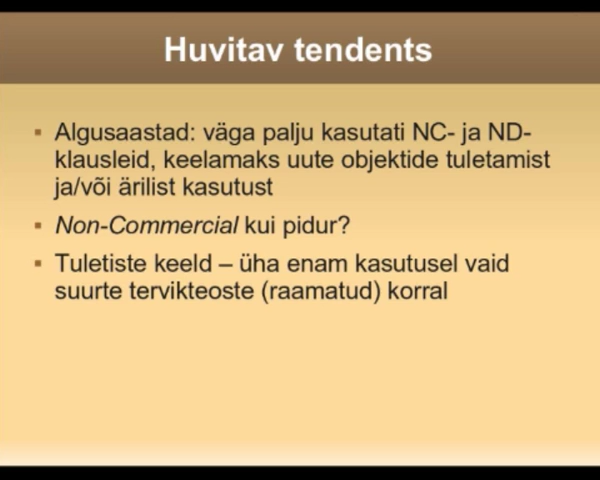 Huvitav tendents
▪ Algusaastad: väga palju kasutati NC- ja ND-
klausleid, keelamaks uute objektide tuletamist
ja/või ärilist kasutust
▪ Non-Commercial kui pidur?
▪ Tuletiste keeld – üha enam kasutusel vaid
suurte tervikteoste (raamatud) korral